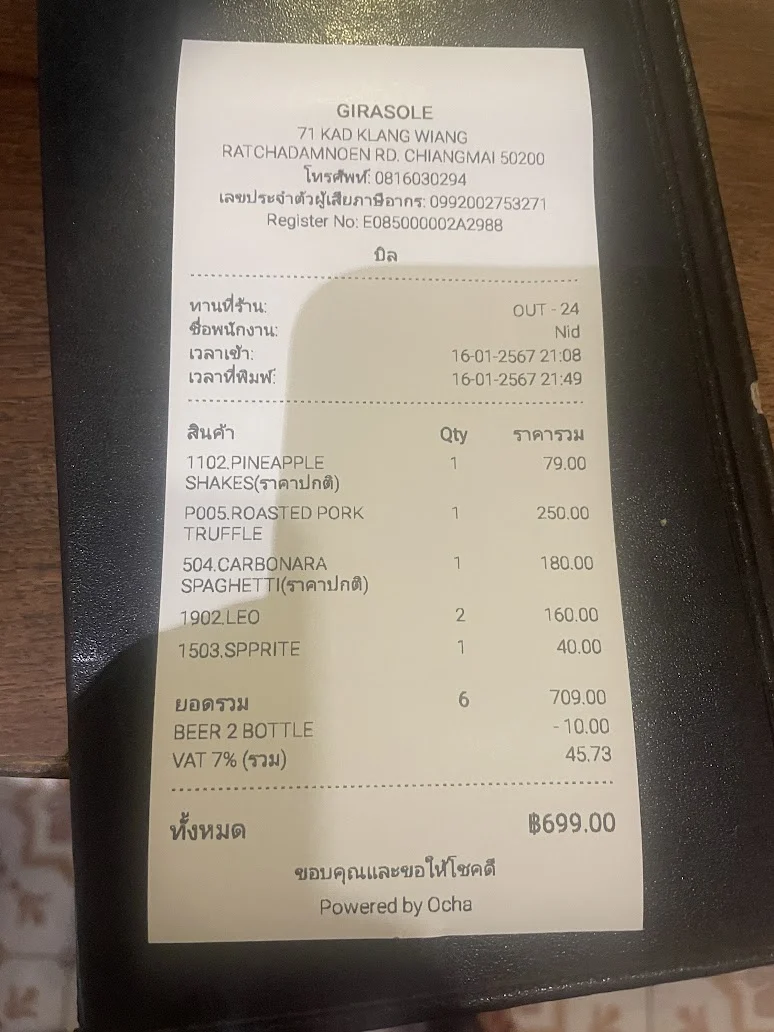 GIRASOLE
71 KAD KLANG WIANG
RATCHADAMNOEN RD. CHIANGMAI 50200
โทรศัพท์: 0816030294
เลขประจำตัวผู้เสียภาษีอากร: 0992002753271
Register No: E085000002A2988
บิล
ทานที่ร้าน: OUT - 24
ชื่อพนักงาน: Nid
เวลาเข้า: 16-01-2567 21:08
เวลาที่พิมพ์: 16-01-2567 21:49
สินค้า Qty ราคารวม
1102.PINEAPPLE 1 79.00
SHAKES(ราคาปกติ)
P005.ROASTED PORK 1 250.00
TRUFFLE
504.CARBONARA 1 180.00
SPAGHETTI(ราคาปกติ)
1902.LEO 2 160.00
1503.SPPRITE 1 40.00
ยอดรวม 6 709.00
BEER 2 BOTTLE - 10.00
VAT 7% (รวม) 45.73
ทั้งหมด ฿699.00
ขอบคุณและขอให้โชคดี
Powered by Ocha